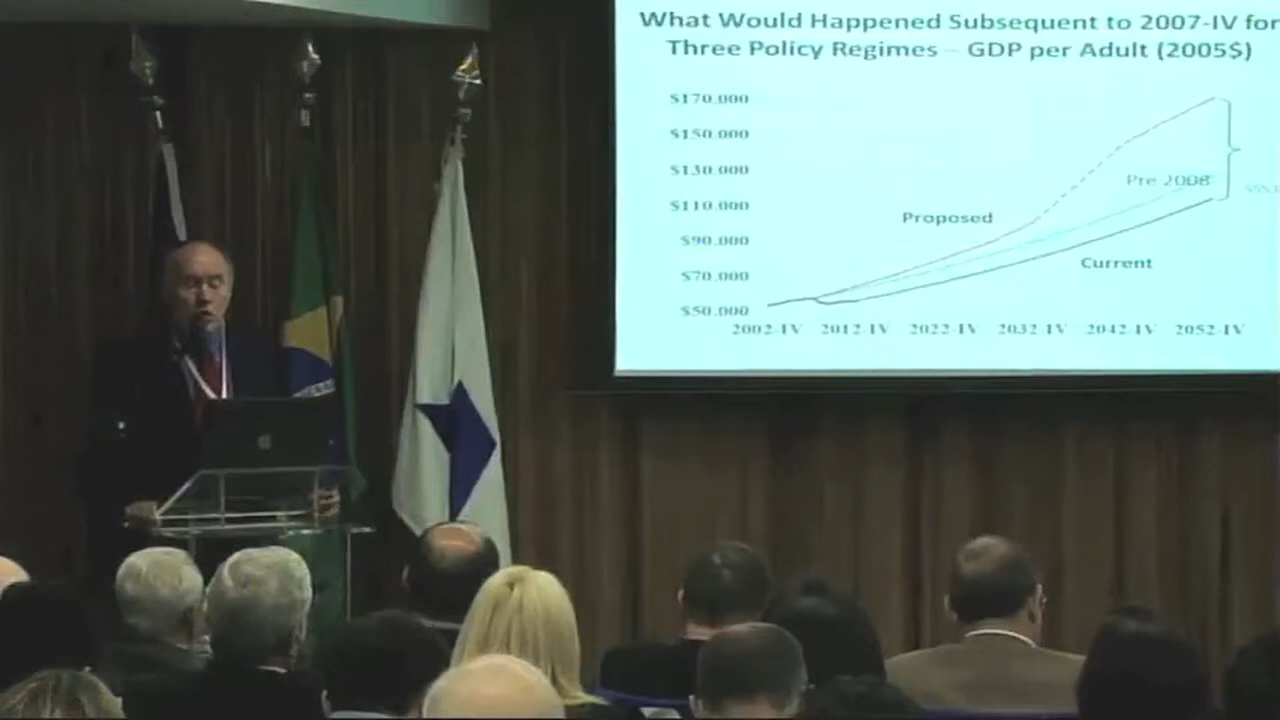 What Would Happened Subsequent to 2007-IV for
Three Policy Regimes – GDP per Adult (2005$)
$170.000
$150.000
$130.000
Pre 2008
$110.000
Proposed
$90.000
Current
$70.000
$50.000
2002-IV 2012-IV 2022-IV 2032-IV 2042-IV 2052-IV